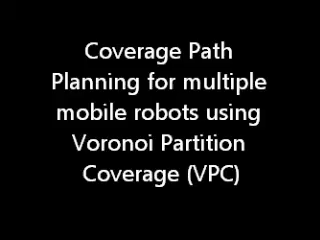 Coverage Path
Planning for multiple
mobile robots using
Voronoi Partition
Coverage (VPC)